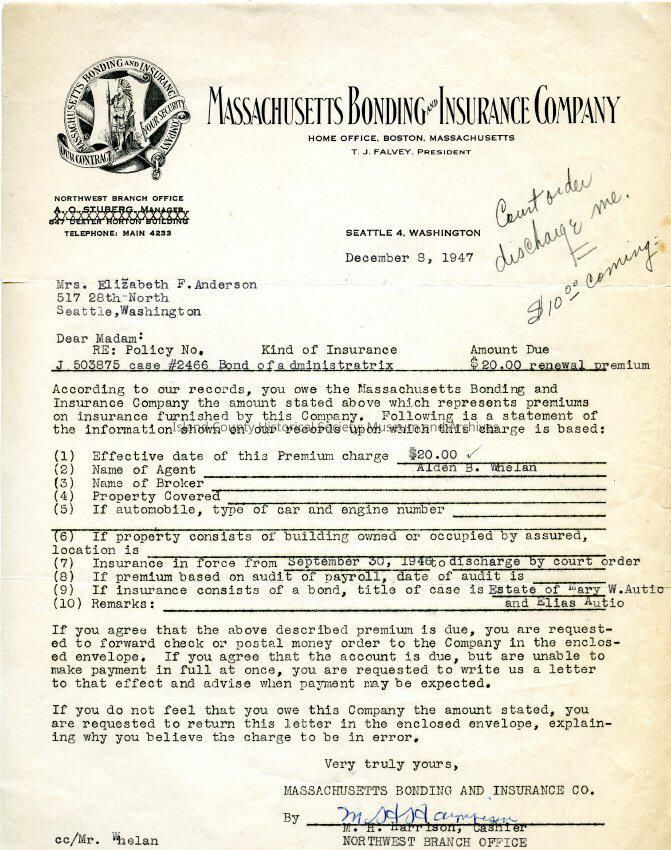 MASSACHUSETTS BONDING AND INSURANCE COMPANY
OUR CONTRACT
YOUR SECURITY
MASSACHUSETTS BONDING AND INSURANCE COMPANY
HOME OFFICE, BOSTON, MASSACHUSETTS
T. J. FALVEY, PRESIDENT
NORTHWEST BRANCH OFFICE
A. O. STUBERG, MANAGER
847 DEXTER HORTON BUILDING
TELEPHONE: MAIN 4233
SEATTLE 4, WASHINGTON
December 8, 1947
Court order
discharge me.
$10.00 coming.
Mrs. Elizabeth F.Anderson
517 28th-North
Seattle,Washington
Dear Madam:
RE: Policy No. Kind of Insurance Amount Due
J 503875 case #2466 Bond of administratrix $20.00 renewal premium
According to our records, you owe the Massachusetts Bonding and
Insurance Company the amount stated above which represents premiums
on insurance furnished by this Company. Following is a statement of
the information shown on our records upon which this charge is based:
Island County Historical Society Museum and Archives
(1) Effective date of this Premium charge $20.00 ✓
(2) Name of Agent Alden B. Whelan
(3) Name of Broker
(4) Property Covered
(5) If automobile, type of car and engine number
(6) If property consists of building owned or occupied by assured,
location is
(7) Insurance in force from September 30, 1946 to discharge by court order
(8) If premium based on audit of payroll, date of audit is
(9) If insurance consists of a bond, title of case is Estate of Mary W.Autio
(10) Remarks: and Elias Autio
If you agree that the above described premium is due, you are request-
ed to forward check or postal money order to the Company in the enclos-
ed envelope. If you agree that the account is due, but are unable to
make payment in full at once, you are requested to write us a letter
to that effect and advise when payment may be expected.
If you do not feel that you owe this Company the amount stated, you
are requested to return this letter in the enclosed envelope, explain-
ing why you believe the charge to be in error.
Very truly yours,
MASSACHUSETTS BONDING AND INSURANCE CO.
By M H Harrison
M. H. Harrison, Cashier
cc/Mr. Whelan NORTHWEST BRANCH OFFICE